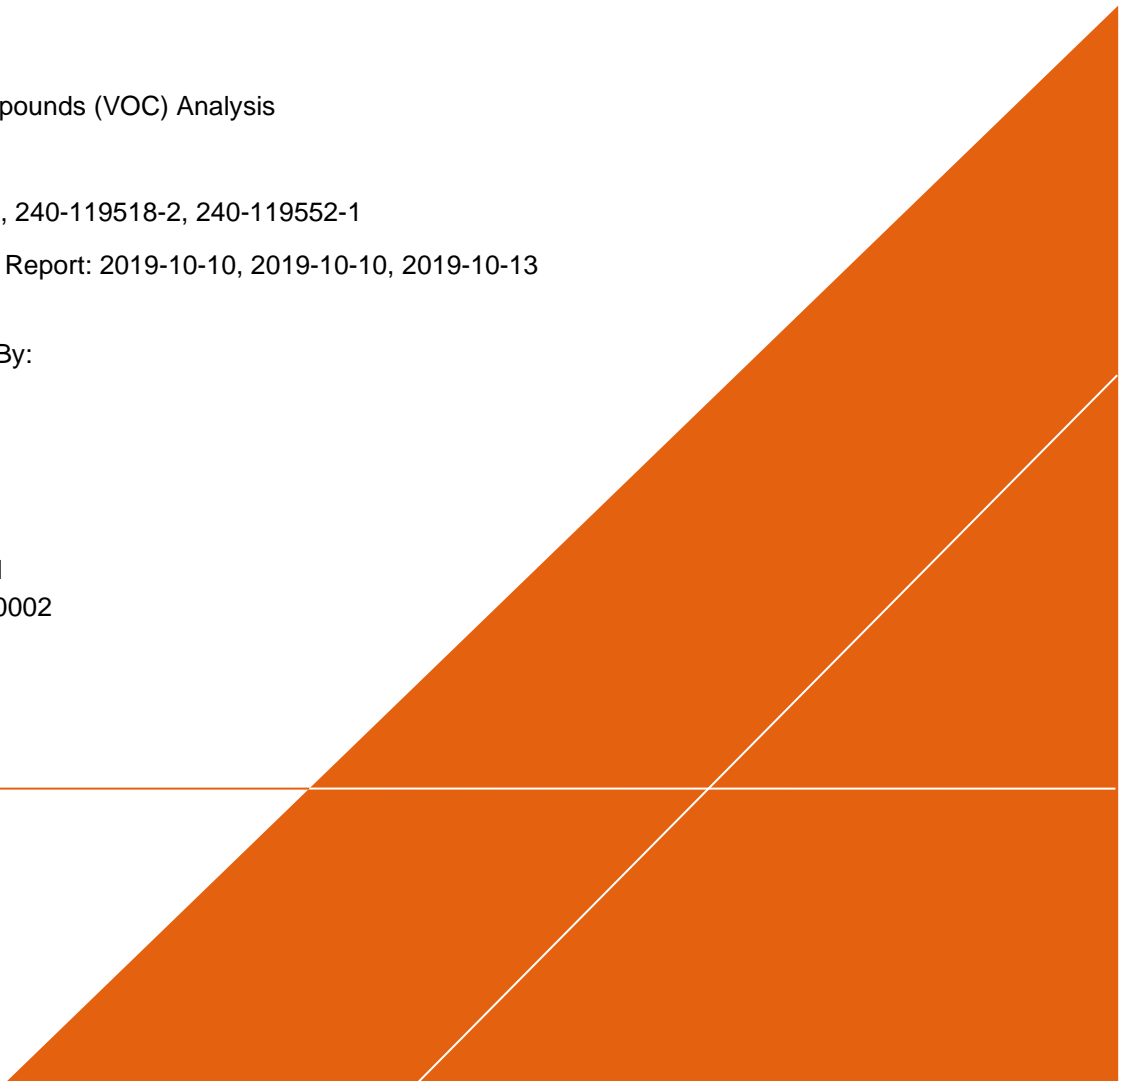 pounds (VOC) Analysis
, 240-119518-2, 240-119552-1
Report: 2019-10-10, 2019-10-10, 2019-10-13
By:
0002